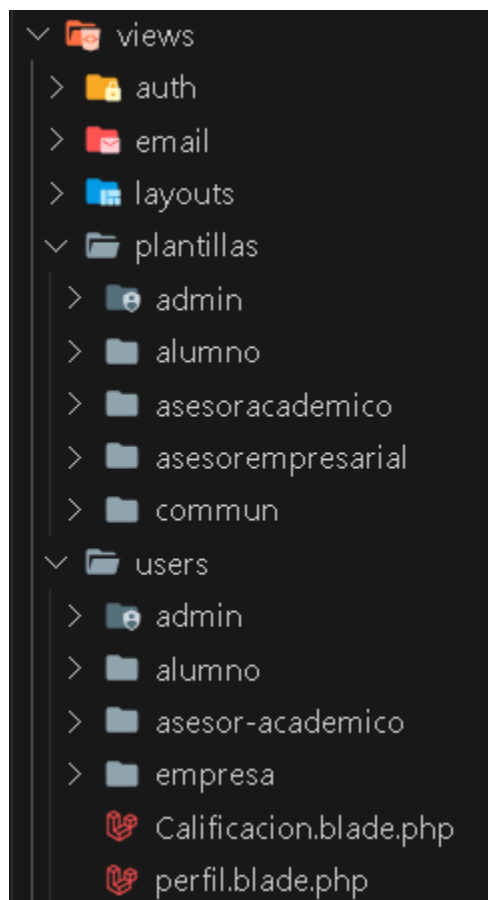 views
auth
email
layouts
plantillas
admin
alumno
asesoracademico
asesorempresarial
commun
users
admin
alumno
asesor-academico
empresa
Calificacion.blade.php
perfil.blade.php